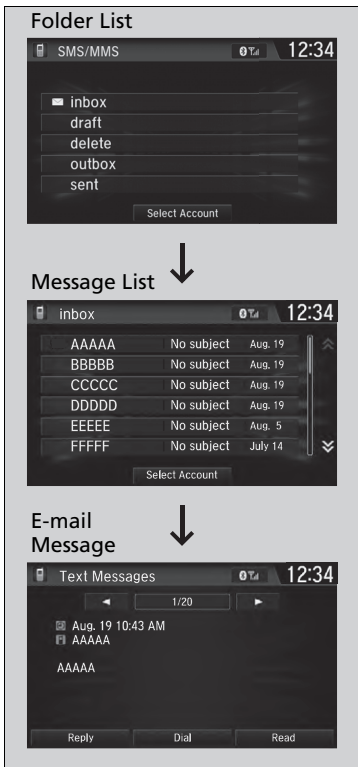 Folder List
SMS/MMS 12:34
inbox
draft
delete
outbox
sent
Select Account
Message List
inbox 12:34
AAAAA No subject Aug. 19
BBBBB No subject Aug. 19
CCCCC No subject Aug. 19
DDDDD No subject Aug. 19
EEEEE No subject Aug. 5
FFFFF No subject July 14
Select Account
E-mail
Message
Text Messages 12:34
1/20
Aug. 19 10:43 AM
AAAAA
AAAAA
Reply Dial Read